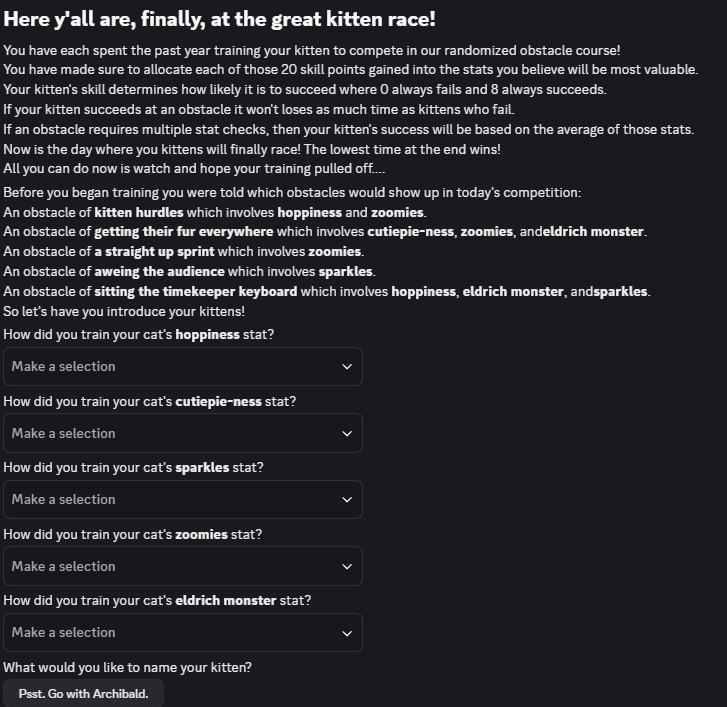 Here y'all are, finally, at the great kitten race!
You have each spent the past year training your kitten to compete in our randomized obstacle course!
You have made sure to allocate each of those 20 skill points gained into the stats you believe will be most valuable.
Your kitten's skill determines how likely it is to succeed where 0 always fails and 8 always succeeds.
If your kitten succeeds at an obstacle it won't loses as much time as kittens who fail.
If an obstacle requires multiple stat checks, then your kitten's success will be based on the average of those stats.
Now is the day where you kittens will finally race! The lowest time at the end wins!
All you can do now is watch and hope your training pulled off....
Before you began training you were told which obstacles would show up in today's competition:
An obstacle of kitten hurdles which involves hoppiness and zoomies.
An obstacle of getting their fur everywhere which involves cutiepie-ness, zoomies, andeldrich monster.
An obstacle of a straight up sprint which involves zoomies.
An obstacle of aweing the audience which involves sparkles.
An obstacle of sitting the timekeeper keyboard which involves hoppiness, eldrich monster, andsparkles.
So let's have you introduce your kittens!
How did you train your cat's hoppiness stat?
Make a selection
How did you train your cat's cutiepie-ness stat?
Make a selection
How did you train your cat's sparkles stat?
Make a selection
How did you train your cat's zoomies stat?
Make a selection
How did you train your cat's eldrich monster stat?
Make a selection
What would you like to name your kitten?
Psst. Go with Archibald.